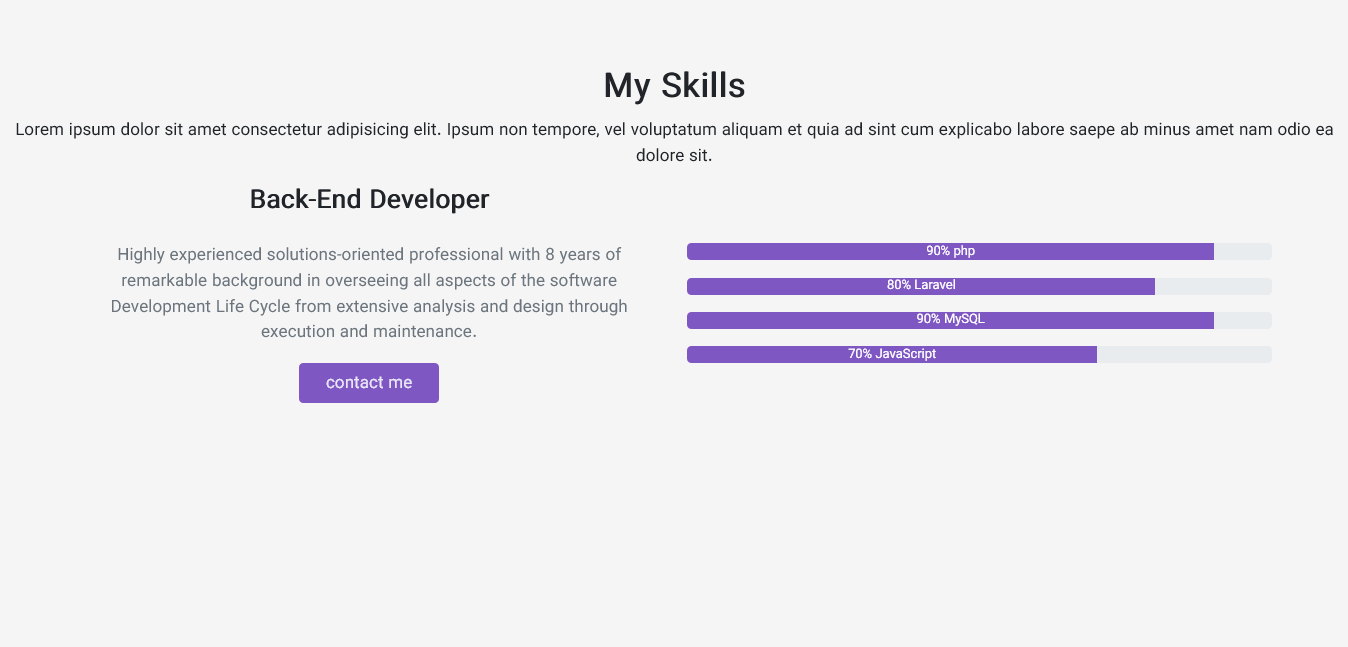 My Skills
Lorem ipsum dolor sit amet consectetur adipisicing elit. Ipsum non tempore, vel voluptatum aliquam et quia ad sint cum explicabo labore saepe ab minus amet nam odio ea
dolore sit.
Back-End Developer
Highly experienced solutions-oriented professional with 8 years of
remarkable background in overseeing all aspects of the software
Development Life Cycle from extensive analysis and design through
execution and maintenance.
contact me
90% php
80% Laravel
90% MySQL
70% JavaScript